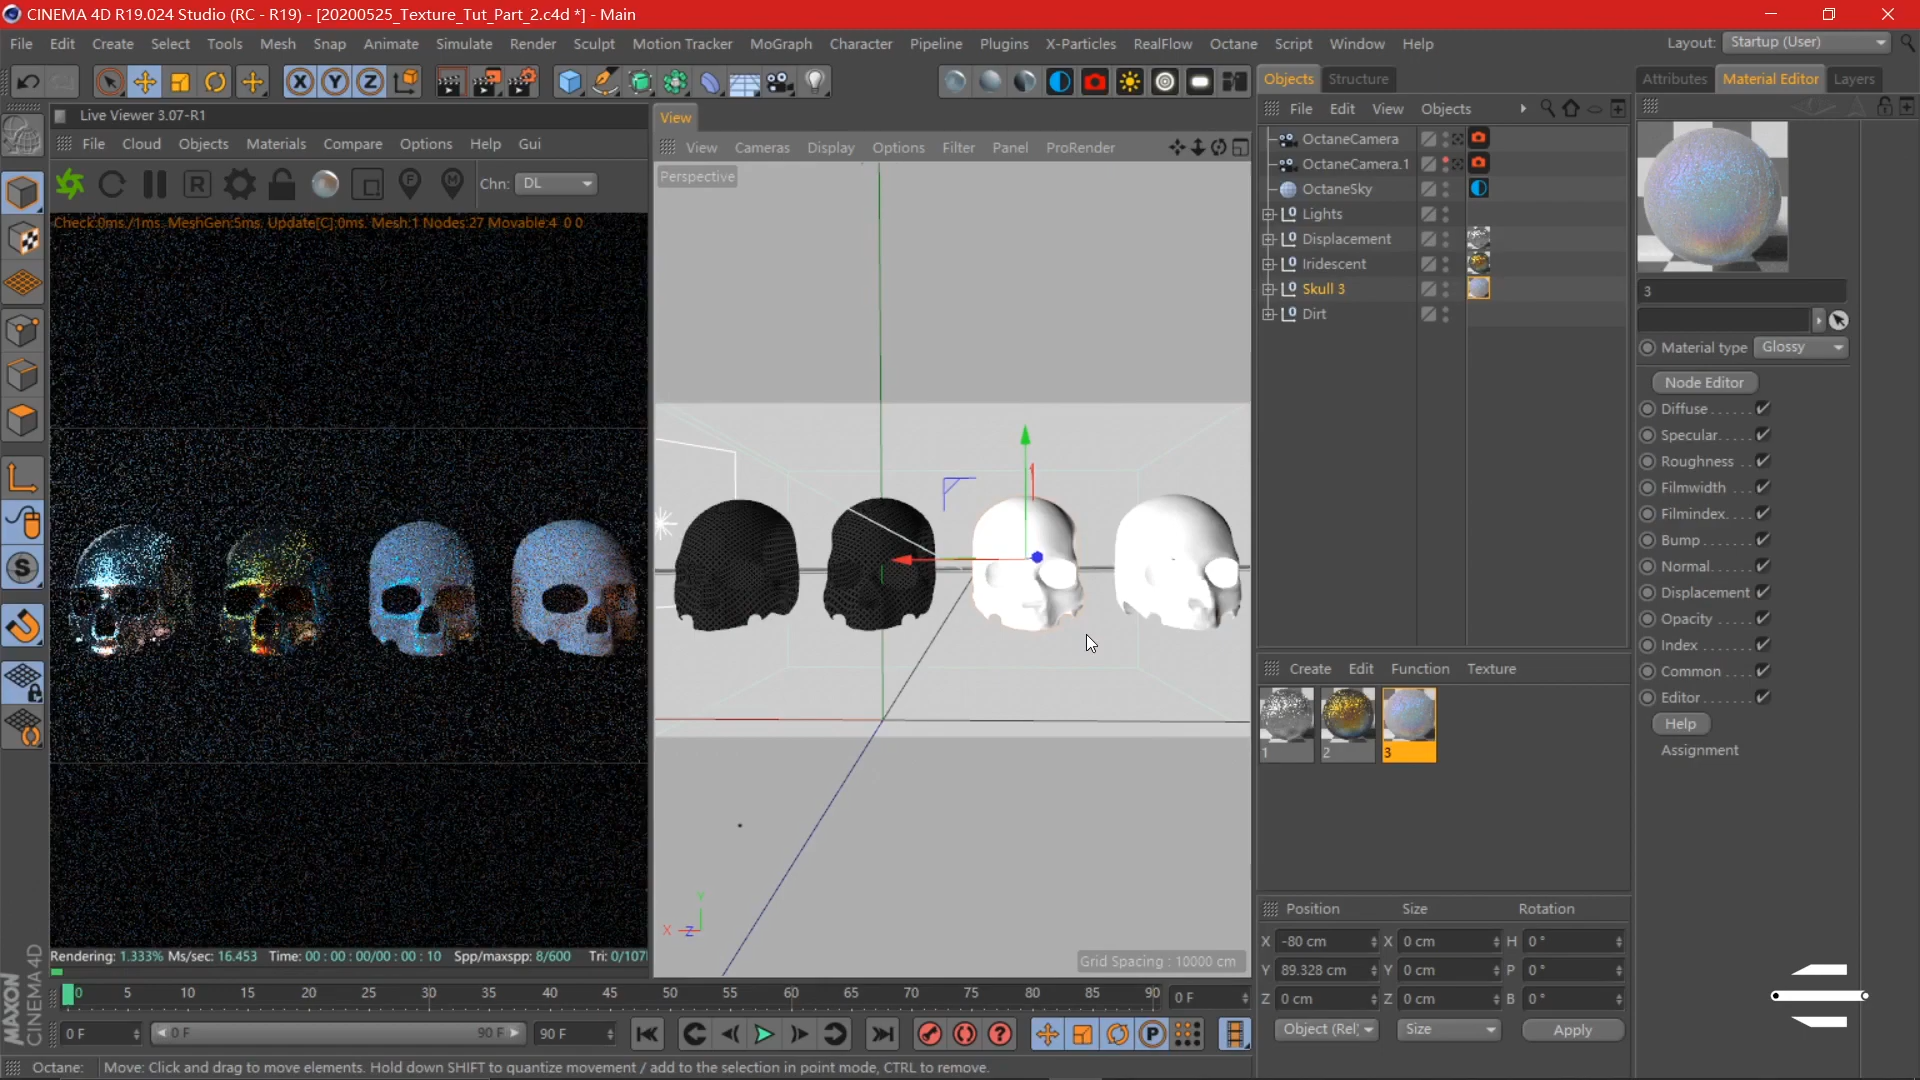 CINEMA 4D R19.024 Studio (RC - R19) - [20200525_Texture_Tut_Part_2.c4d *] - Main
File Edit Create Select Tools Mesh Snap Animate Simulate Render Sculpt Motion Tracker MoGraph Character Pipeline Plugins X-Particles RealFlow Octane Script Window Help
Layout: Startup (User)
X Y Z
Live Viewer 3.07-R1
File Cloud Objects Materials Compare Options Help Gui
R F M Chn: DL
Check:0ms./1ms. MeshGen:5ms. Update[C]:0ms. Mesh:1 Nodes:27 Movable:4 0 0
Rendering: 1.333% Ms/sec: 16.453 Time: 00 : 00 : 00/00 : 00 : 10 Spp/maxspp: 8/600 Tri: 0/107
View
View Cameras Display Options Filter Panel ProRender
Perspective
Y
X Z
Grid Spacing : 10000 cm
Objects Structure
File Edit View Objects
OctaneCamera
OctaneCamera.1
OctaneSky
Lights
Displacement
Iridescent
Skull 3
Dirt
Create Edit Function Texture
1 2 3
Attributes Material Editor Layers
3
Material type Glossy
Node Editor
Diffuse......
Specular.....
Roughness ..
Filmwidth ...
Filmindex....
Bump........
Normal.......
Displacement
Opacity .....
Index .......
Common ....
Editor........
Help
Assignment
Position Size Rotation
X -80 cm X 0 cm H 0 °
Y 89.328 cm Y 0 cm P 0 °
Z 0 cm Z 0 cm B 0 °
Object (Rel) Size Apply
0 5 10 15 20 25 30 35 40 45 50 55 60 65 70 75 80 85 90 0 F
0 F 0 F 90 F 90 F
P
MAXON
CINEMA 4D
Octane: Move: Click and drag to move elements. Hold down SHIFT to quantize movement / add to the selection in point mode, CTRL to remove.